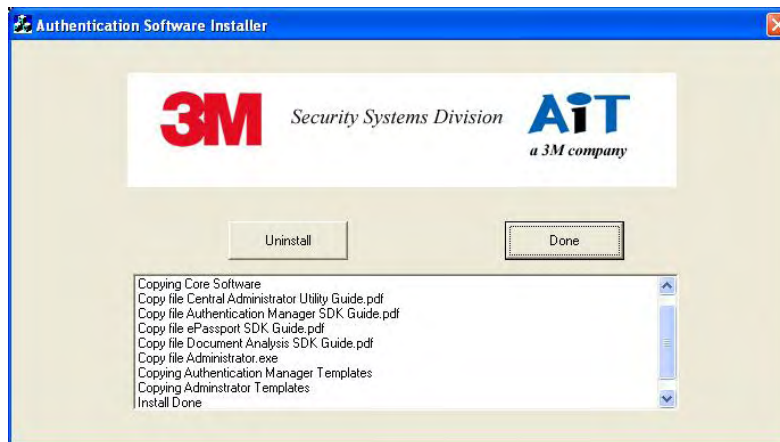 Authentication Software Installer
3M Security Systems Division AiT
a 3M company
Uninstall Done
Copying Core Software
Copy file Central Administrator Utility Guide.pdf
Copy file Authentication Manager SDK Guide.pdf
Copy file ePassport SDK Guide.pdf
Copy file Document Analysis SDK Guide.pdf
Copy file Administrator.exe
Copying Authentication Manager Templates
Copying Adminstrator Templates
Install Done